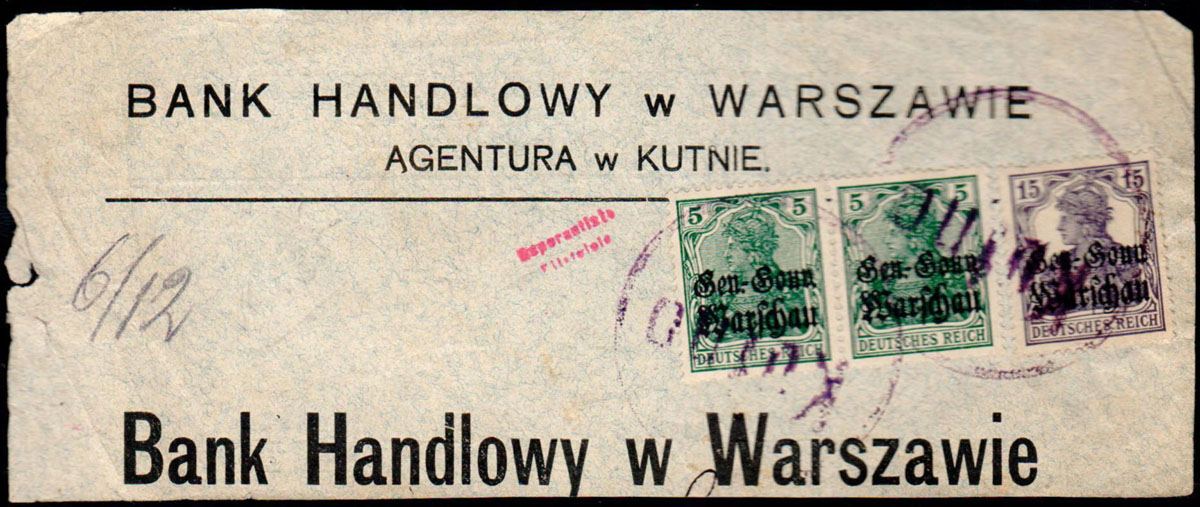 BANK HANDLOWY w WARSZAWIE
AGENTURA w KUTNIE.
Esperantisto
6/12
5 5
Gen.-Gouv.
Warschau
DEUTSCHES REICH
5 5
Gen.-Gouv.
Warschau
DEUTSCHES REICH
15 15
Gen.-Gouv.
Warschau
DEUTSCHES REICH
Bank Handlowy w Warszawie